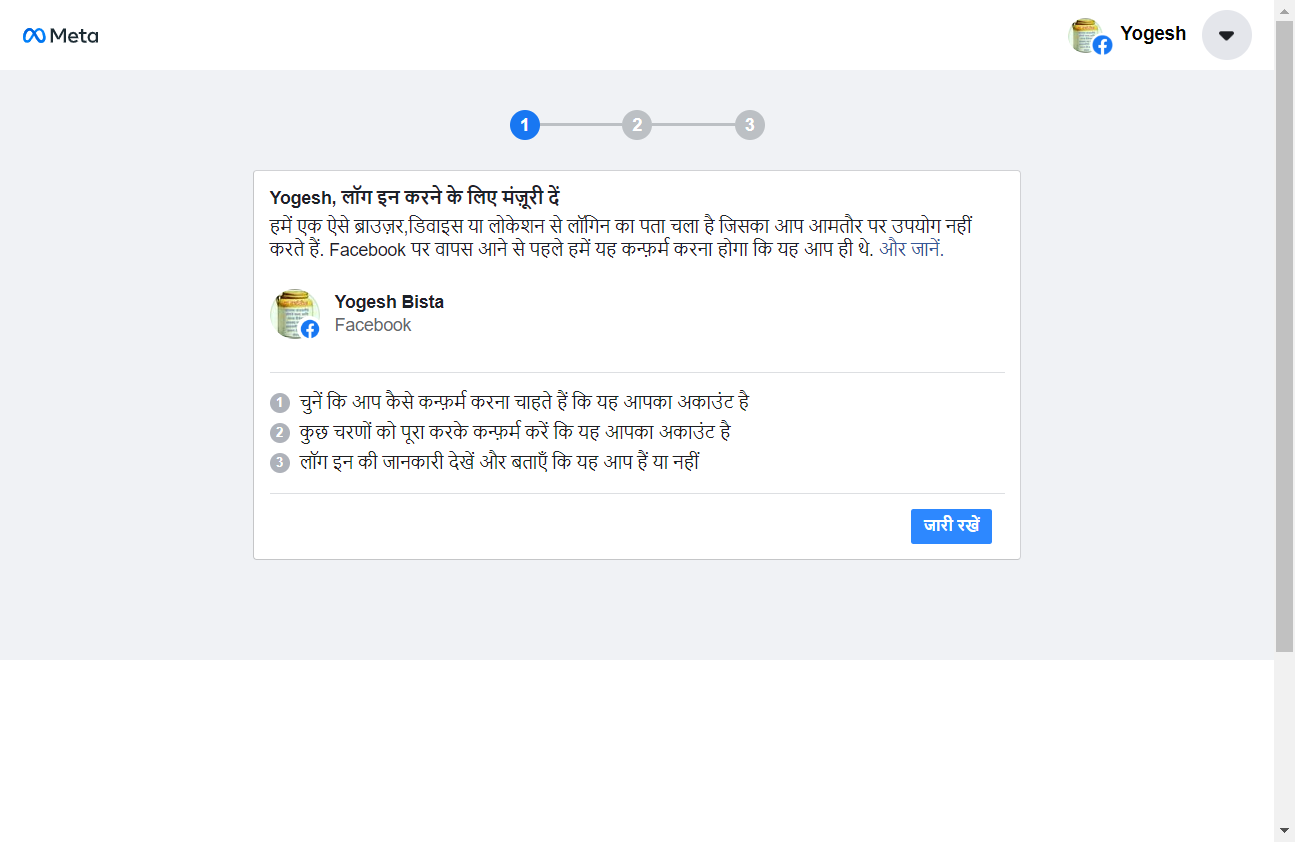 Meta
Yogesh
1 2 3
Yogesh, लॉग इन करने के लिए मंज़ूरी दें
हमें एक ऐसे ब्राउज़र,डिवाइस या लोकेशन से लॉगिन का पता चला है जिसका आप आमतौर पर उपयोग नहीं
करते हैं. Facebook पर वापस आने से पहले हमें यह कन्फ़र्म करना होगा कि यह आप ही थे. और जानें.
Yogesh Bista
Facebook
1 चुनें कि आप कैसे कन्फ़र्म करना चाहते हैं कि यह आपका अकाउंट है
2 कुछ चरणों को पूरा करके कन्फ़र्म करें कि यह आपका अकाउंट है
3 लॉग इन की जानकारी देखें और बताएँ कि यह आप हैं या नहीं
जारी रखें